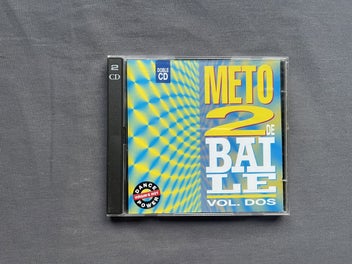 2
CD
DOBLE
CD
METO
2
DE
BAI
LE
VOL. DOS
DANCE
POWER